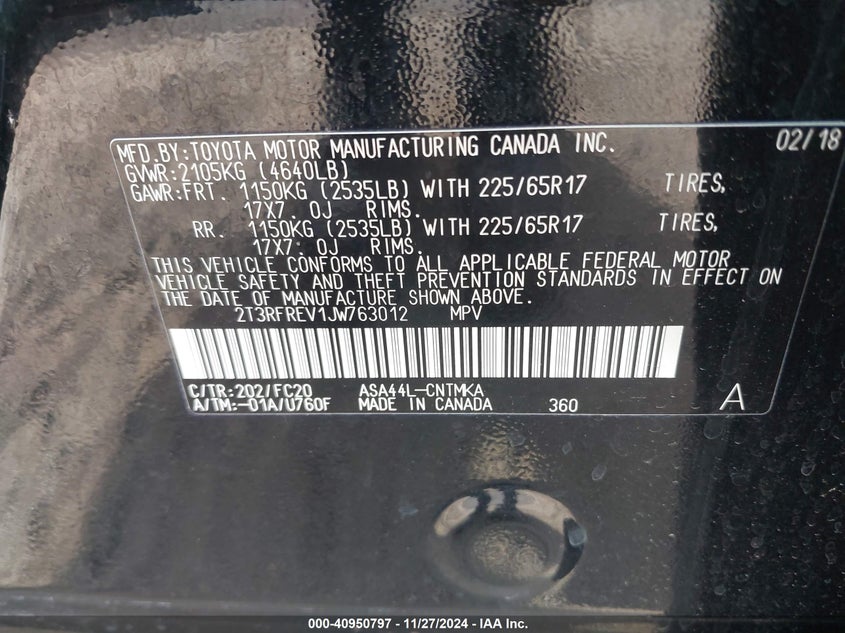 MFD.BY:TOYOTA MOTOR MANUFACTURING CANADA INC. 02/18
GVWR:2105KG (4640LB)
GAWR:FRT. 1150KG (2535LB) WITH 225/65R17 TIRES,
17X7.0J RIMS.
RR. 1150KG (2535LB) WITH 225/65R17 TIRES,
17X7.0J RIMS.
THIS VEHICLE CONFORMS TO ALL APPLICABLE FEDERAL MOTOR
VEHICLE SAFETY AND THEFT PREVENTION STANDARDS IN EFFECT ON
THE DATE OF MANUFACTURE SHOWN ABOVE.
2T3RFREV1JW763012 MPV
C/TR:202/FC20 ASA44L-CNTMKA
A/TM:-01A/U760F MADE IN CANADA 360 A
000-40950797 - 11/27/2024 - IAA Inc.